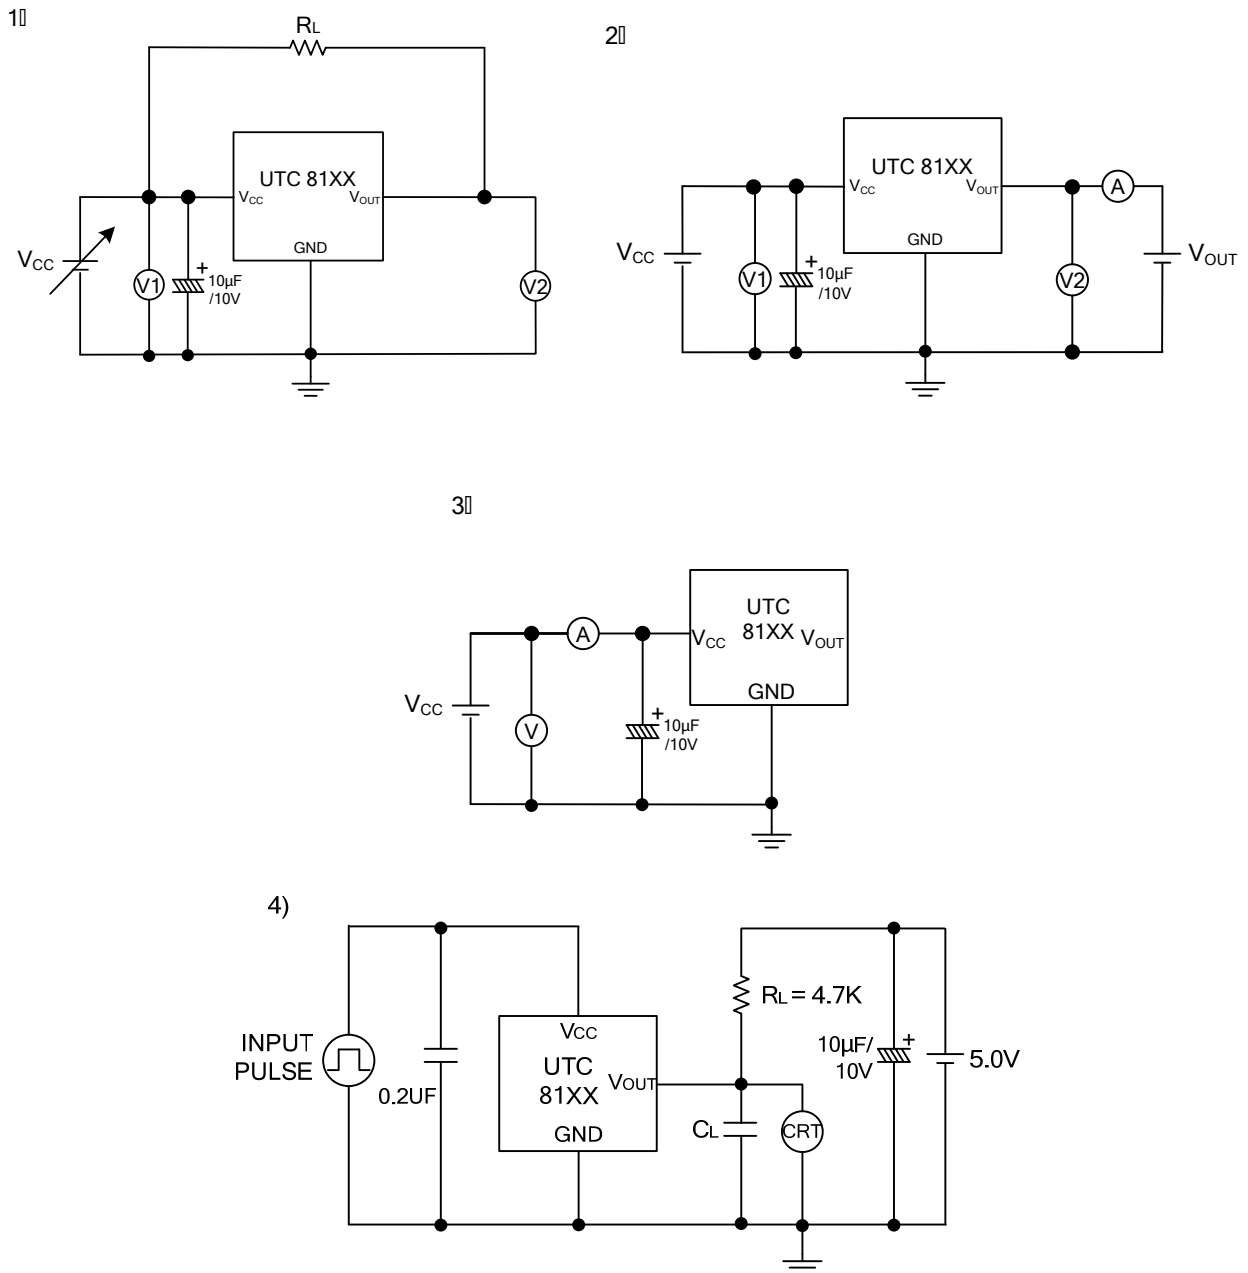 1▯
RL
UTC 81XX
VCC
VOUT
GND
VCC
V1
+
10µF
/10V
V2
2▯
UTC 81XX
VCC
VOUT
A
GND
VCC
V1
+
10µF
/10V
V2
VOUT
3▯
UTC
81XX
VCC
VOUT
A
GND
VCC
V
+
10µF
/10V
4)
RL = 4.7K
INPUT
PULSE
0.2UF
VCC
UTC
81XX
VOUT
GND
CL
CRT
10µF/
10V
+
5.0V